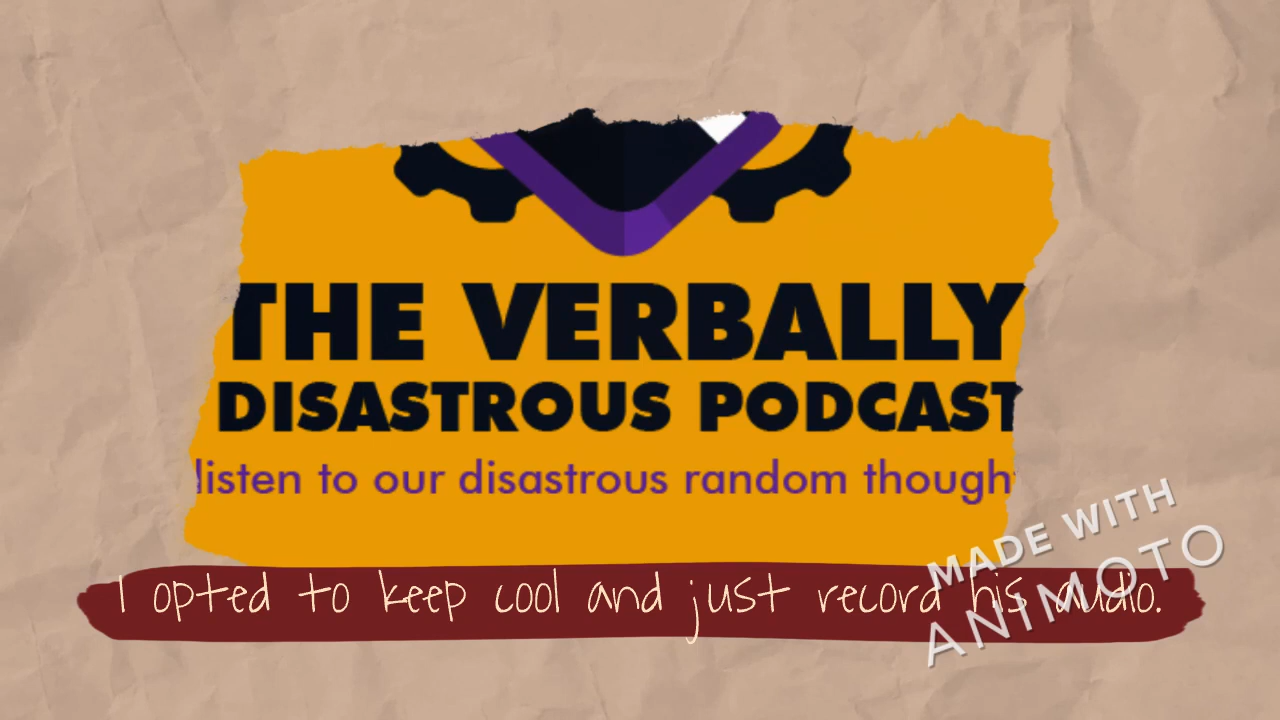 THE VERBALLY
DISASTROUS PODCAST
listen to our disastrous random though
I opted to keep cool and just record his audio.
MADE WITH
ANIMOTO